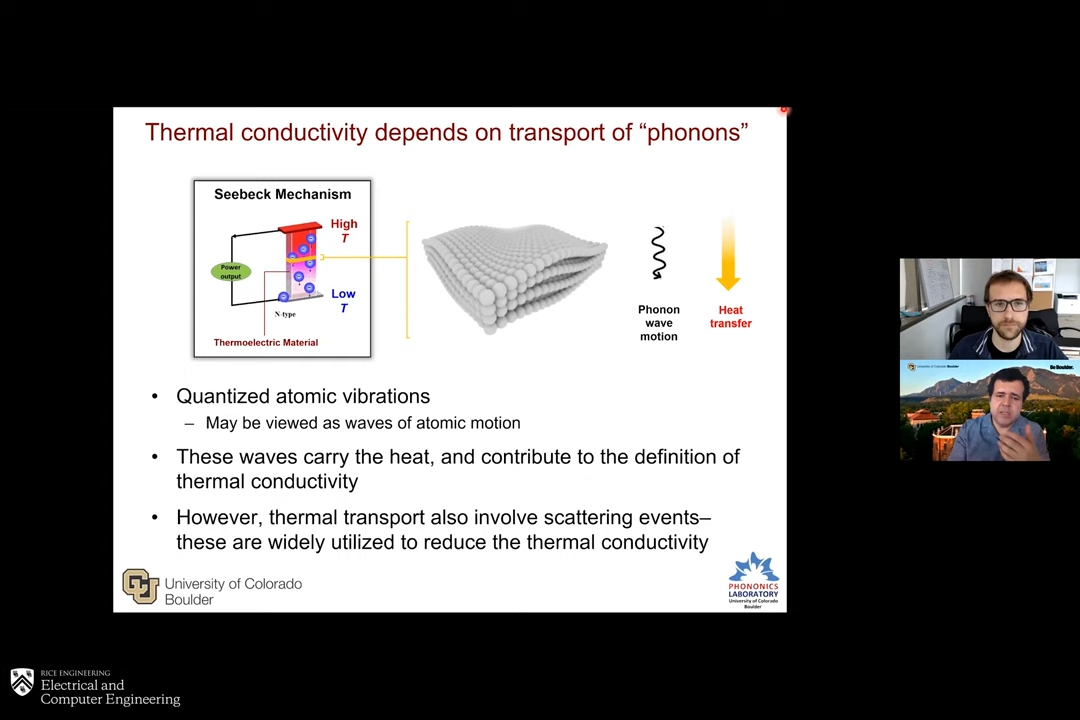 Thermal conductivity depends on transport of “phonons”
Seebeck Mechanism
High
T
Power
output
Low
T
N-type
Thermoelectric Material
Phonon
wave
motion
Heat
transfer
• Quantized atomic vibrations
– May be viewed as waves of atomic motion
• These waves carry the heat, and contribute to the definition of
thermal conductivity
• However, thermal transport also involve scattering events–
these are widely utilized to reduce the thermal conductivity
University of Colorado
Boulder
PHONONICS
LABORATORY
University of Colorado
Boulder
University of Colorado Boulder
Be Boulder.
RICE ENGINEERING
Electrical and
Computer Engineering